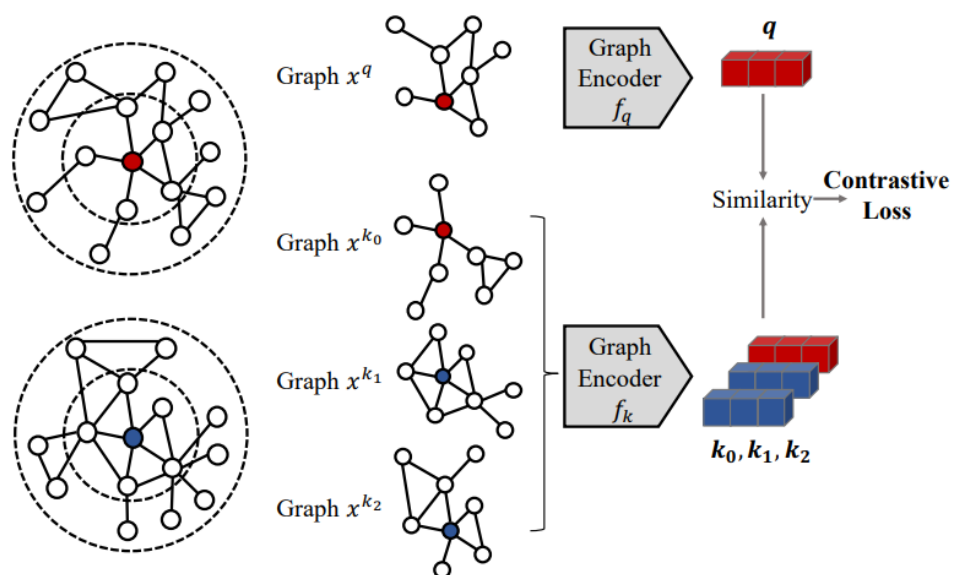 Graph x^q
Graph
Encoder
f_q
q
Graph x^{k_0}
Similarity
Contrastive
Loss
Graph x^{k_1}
Graph
Encoder
f_k
k_0, k_1, k_2
Graph x^{k_2}